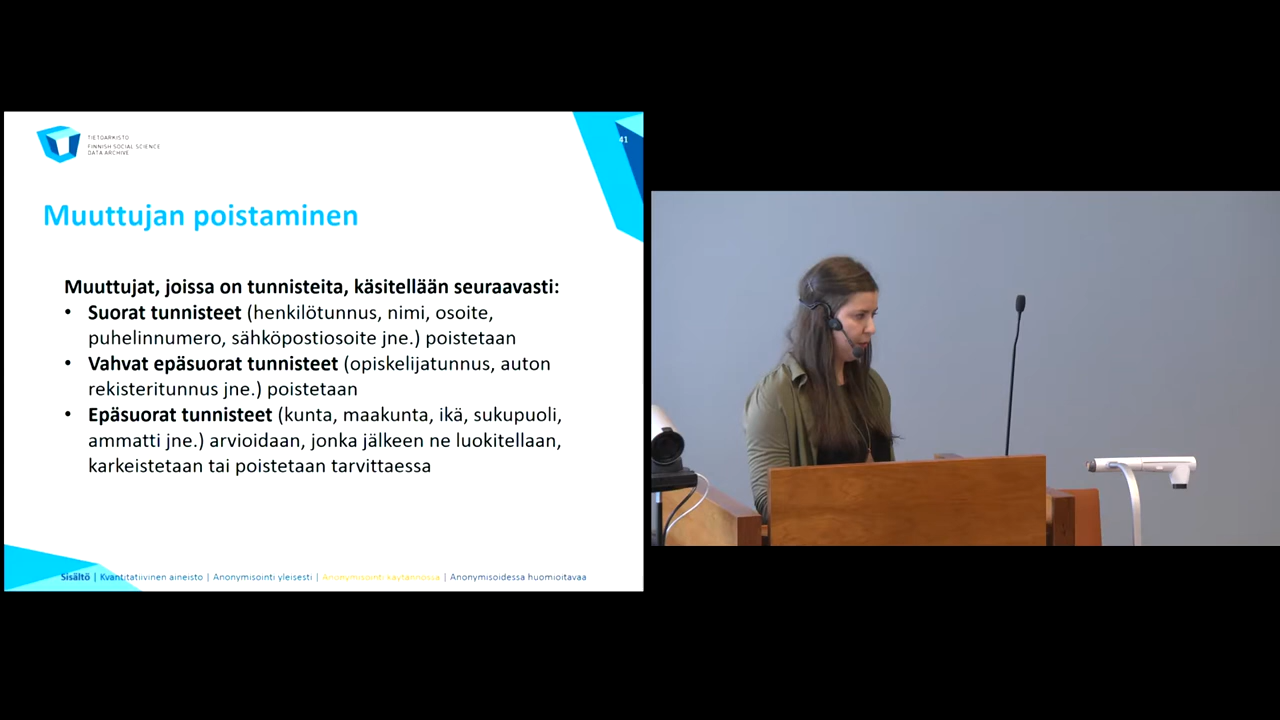 TIETOARKISTO
FINNISH SOCIAL SCIENCE
DATA ARCHIVE
41
Muuttujan poistaminen
Muuttujat, joissa on tunnisteita, käsitellään seuraavasti:
• Suorat tunnisteet (henkilötunnus, nimi, osoite,
puhelinnumero, sähköpostiosoite jne.) poistetaan
• Vahvat epäsuorat tunnisteet (opiskelijatunnus, auton
rekisteritunnus jne.) poistetaan
• Epäsuorat tunnisteet (kunta, maakunta, ikä, sukupuoli,
ammatti jne.) arvioidaan, jonka jälkeen ne luokitellaan,
karkeistetaan tai poistetaan tarvittaessa
Sisältö | Kvantitatiivinen aineisto | Anonymisointi yleisesti | Anonymisointi käytännössä | Anonymisoidessa huomioitavaa